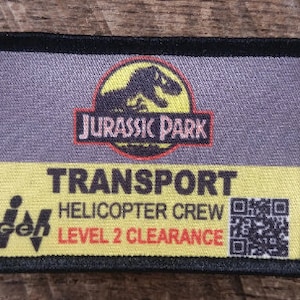 JURASSIC PARK
TRANSPORT
HELICOPTER CREW
LEVEL 2 CLEARANCE